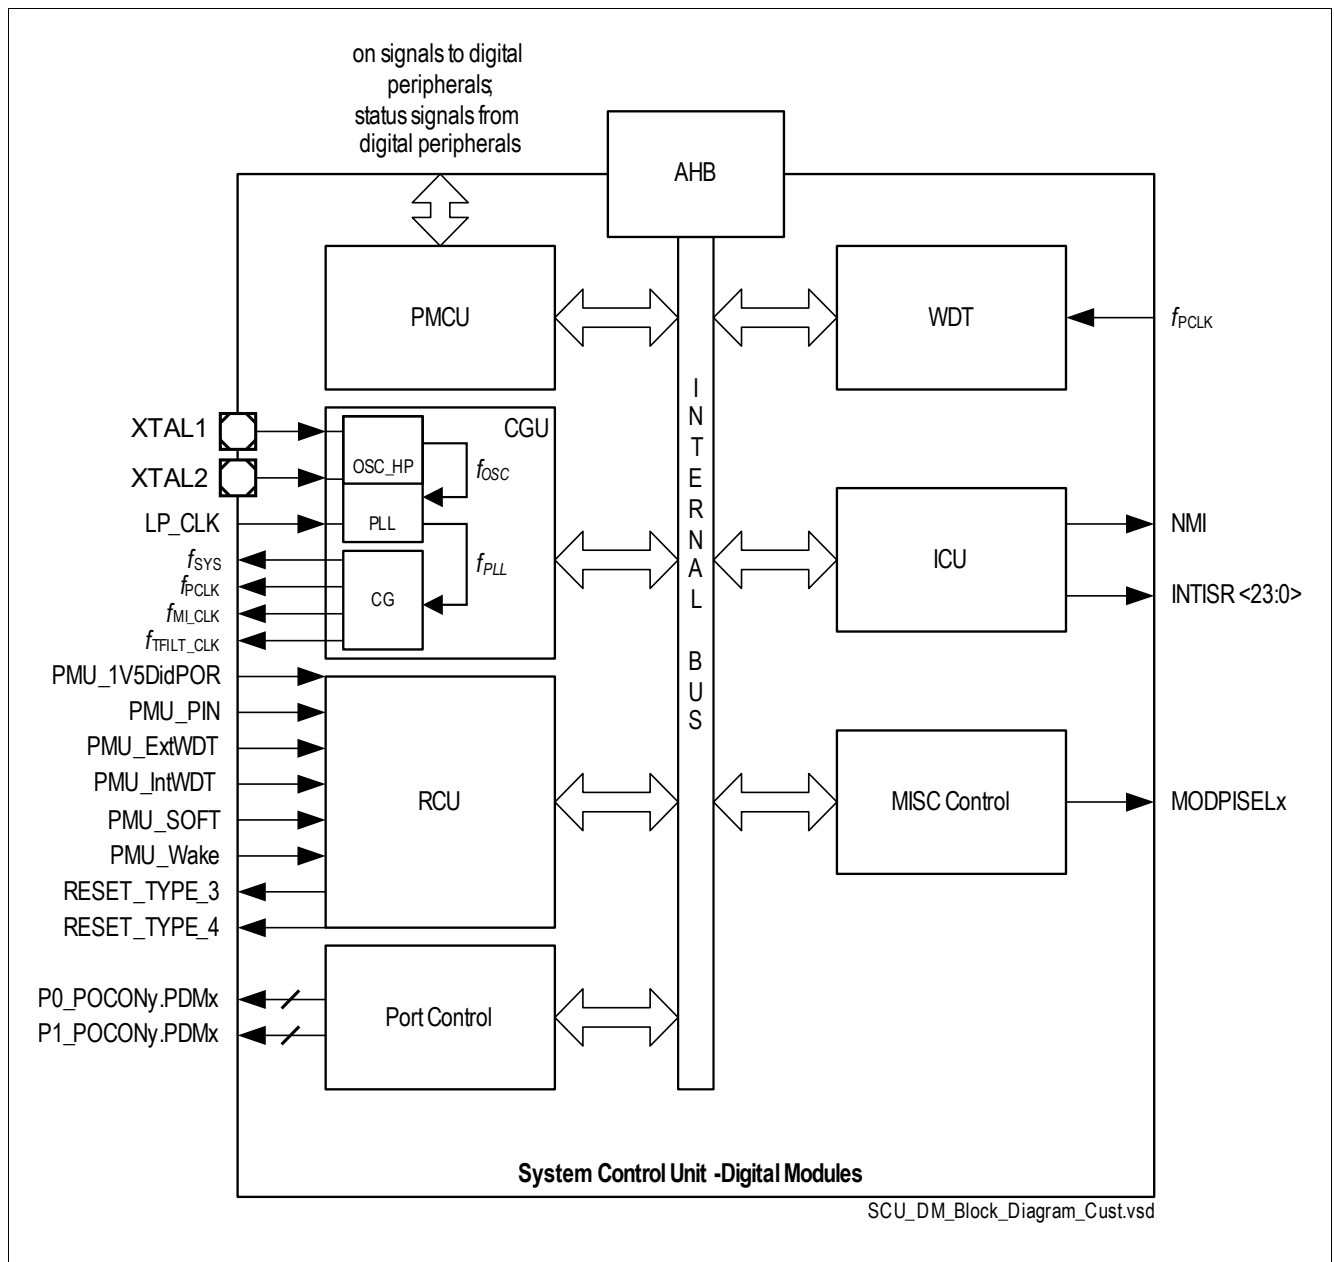 on signals to digital
peripherals;
status signals from
digital peripherals
AHB
PMCU
WDT
fPCLK
INTERNAL BUS
XTAL1
XTAL2
LP_CLK
fSYS
fPCLK
fMI_CLK
fTFILT_CLK
CGU
OSC_HP
fOSC
PLL
fPLL
CG
ICU
NMI
INTISR <23:0>
PMU_1V5DidPOR
PMU_PIN
PMU_ExtWDT
PMU_IntWDT
PMU_SOFT
PMU_Wake
RESET_TYPE_3
RESET_TYPE_4
RCU
MISC Control
MODPISELx
P0_POCONy.PDMx
P1_POCONy.PDMx
Port Control
System Control Unit -Digital Modules
SCU_DM_Block_Diagram_Cust.vsd